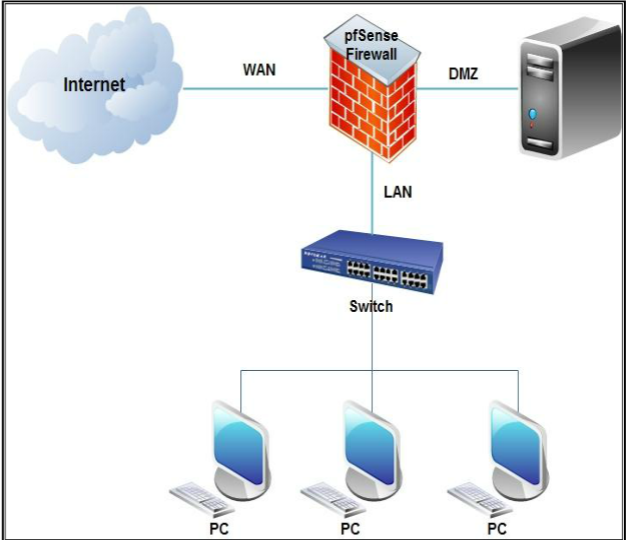 pfSense
Firewall
Internet
WAN
DMZ
LAN
Switch
PC
PC
PC